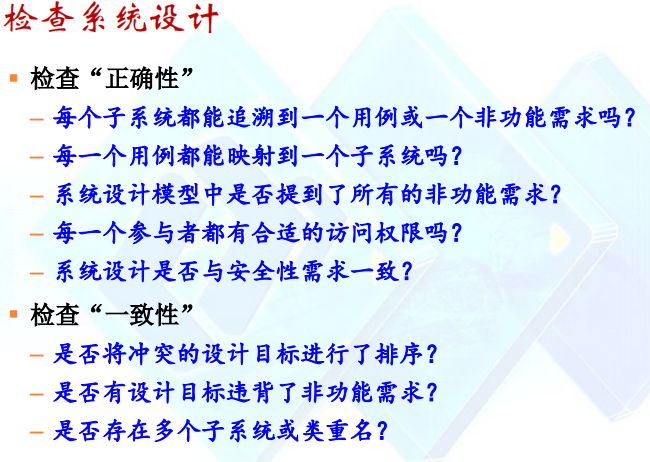 检查系统设计
▪ 检查“正确性”
– 每个子系统都能追溯到一个用例或一个非功能需求吗？
– 每一个用例都能映射到一个子系统吗？
– 系统设计模型中是否提到了所有的非功能需求？
– 每一个参与者都有合适的访问权限吗？
– 系统设计是否与安全性需求一致？
▪ 检查“一致性”
– 是否将冲突的设计目标进行了排序？
– 是否有设计目标违背了非功能需求？
– 是否存在多个子系统或类重名？